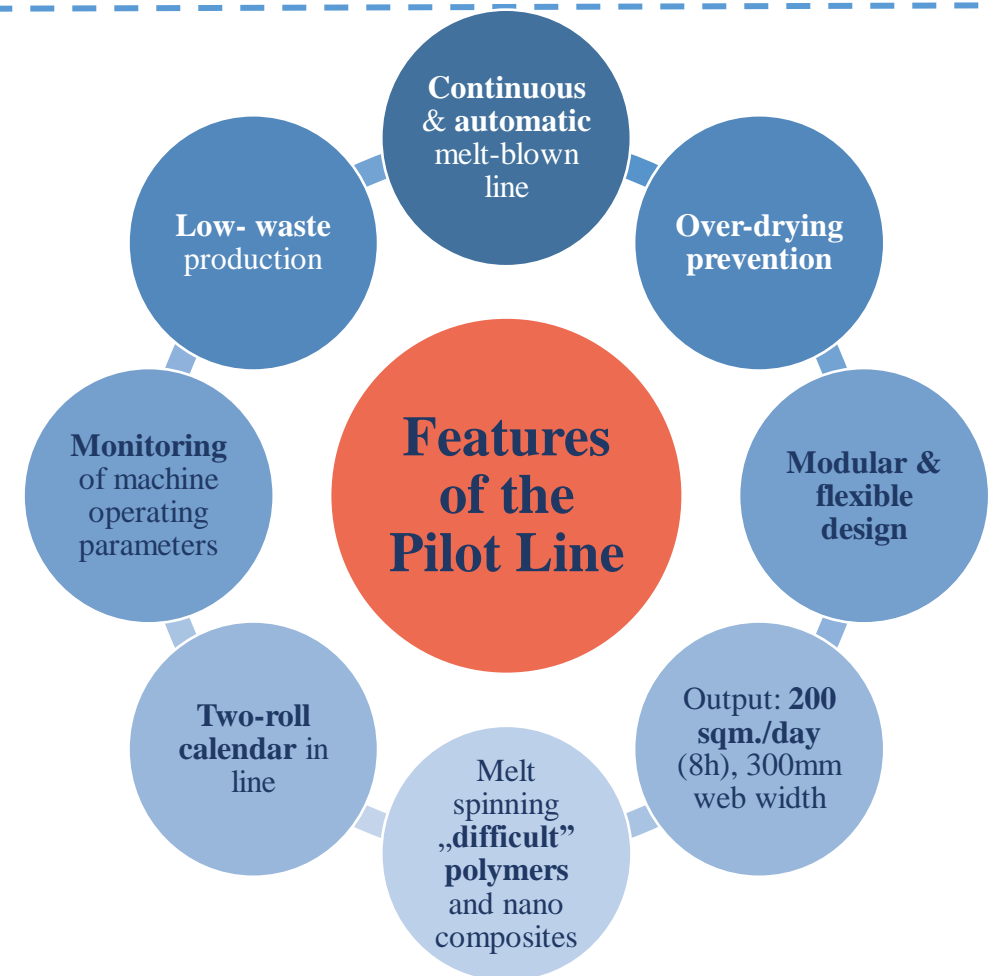 Continuous
& automatic
melt-blown
line
Over-drying
prevention
Modular &
flexible
design
Output: 200
sqm./day
(8h), 300mm
web width
Melt
spinning
„difficult”
polymers
and nano
composites
Two-roll
calendar in
line
Monitoring
of machine
operating
parameters
Low- waste
production
Features
of the
Pilot Line